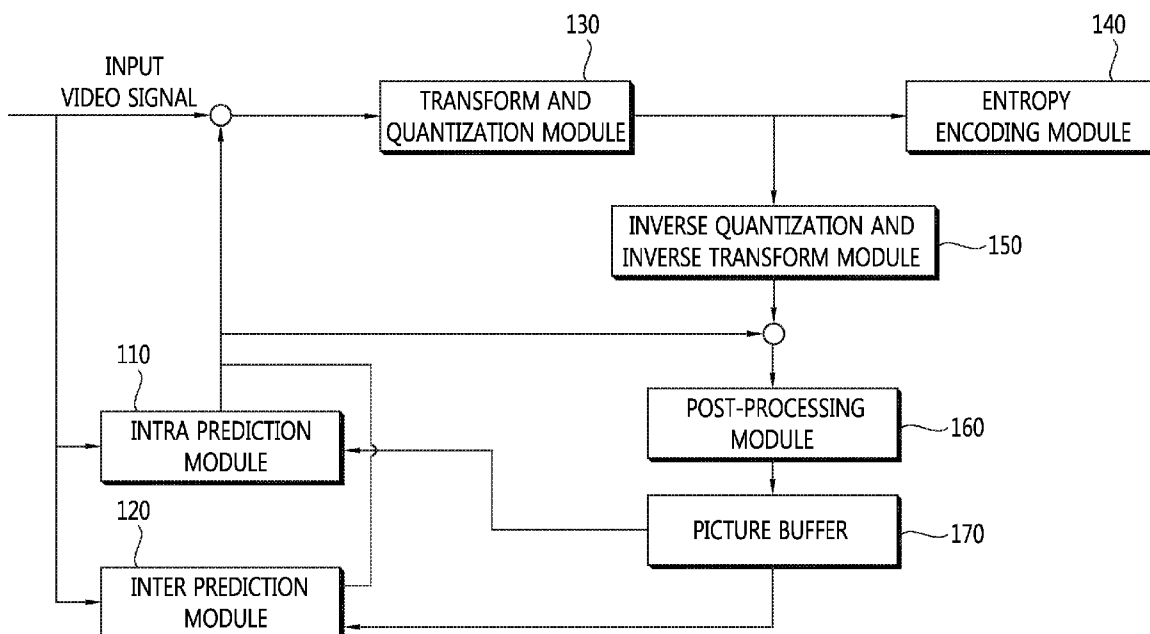 130
140
INPUT
VIDEO SIGNAL
TRANSFORM AND
QUANTIZATION MODULE
ENTROPY
ENCODING MODULE
INVERSE QUANTIZATION AND
INVERSE TRANSFORM MODULE
150
110
INTRA PREDICTION
MODULE
POST-PROCESSING
MODULE
160
120
PICTURE BUFFER
170
INTER PREDICTION
MODULE